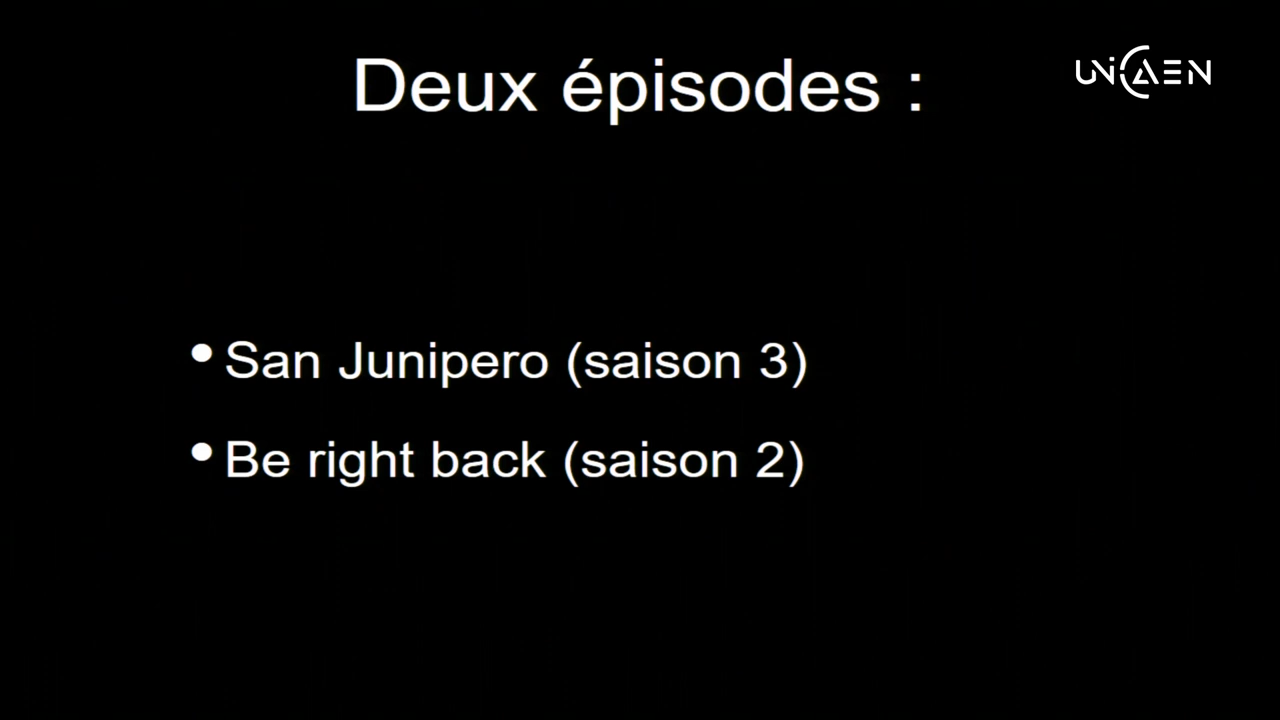 Deux épisodes :
UNICAEN
• San Junipero (saison 3)
• Be right back (saison 2)